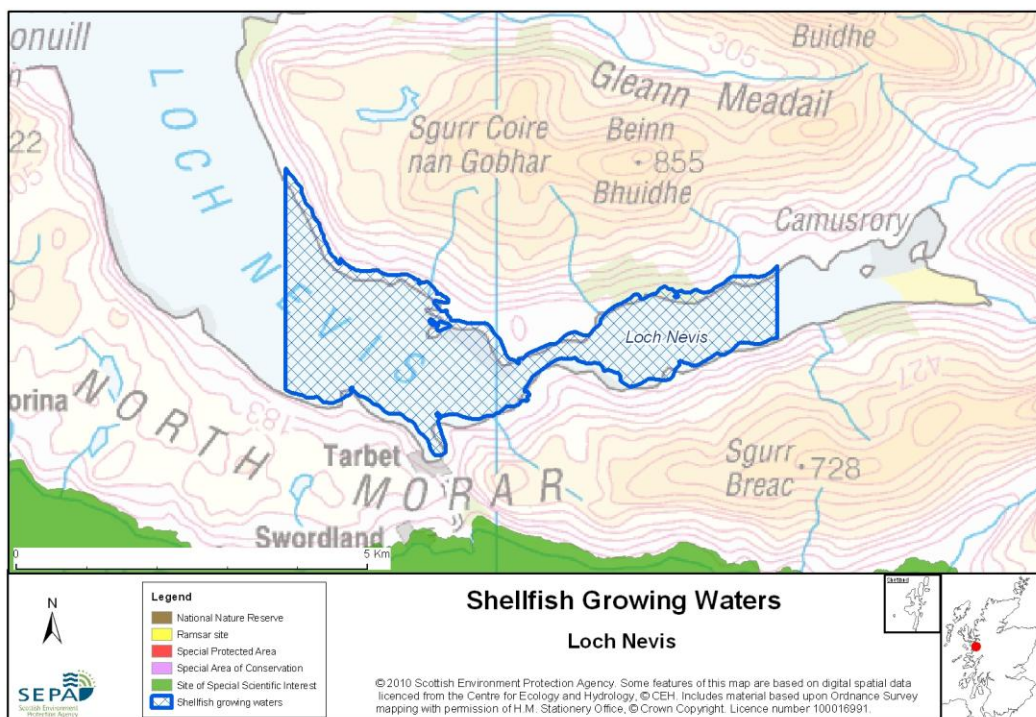 onuill
Buidhe
305
Gleann Meadail
LOCH NEVIS
22
Sgurr Coire
nan Gobhar
Beinn
855
Bhuidhe
Camusrory
Loch Nevis
427
orina
183
NORTH
MORAR
Tarbet
Sgurr
Breac
728
Swordland
0
5 Km
N
SEPA
Scottish Environment
Protection Agency
Legend
National Nature Reserve
Ramsar site
Special Protected Area
Special Area of Conservation
Site of Special Scientific Interest
Shellfish growing waters
Shellfish Growing Waters
Loch Nevis
© 2010 Scottish Environment Protection Agency. Some features of this map are based on digital spatial data
licenced from the Centre for Ecology and Hydrology, © CEH. Includes material based upon Ordnance Survey
mapping with permission of H.M. Stationery Office, © Crown Copyright. Licence number 100016991.